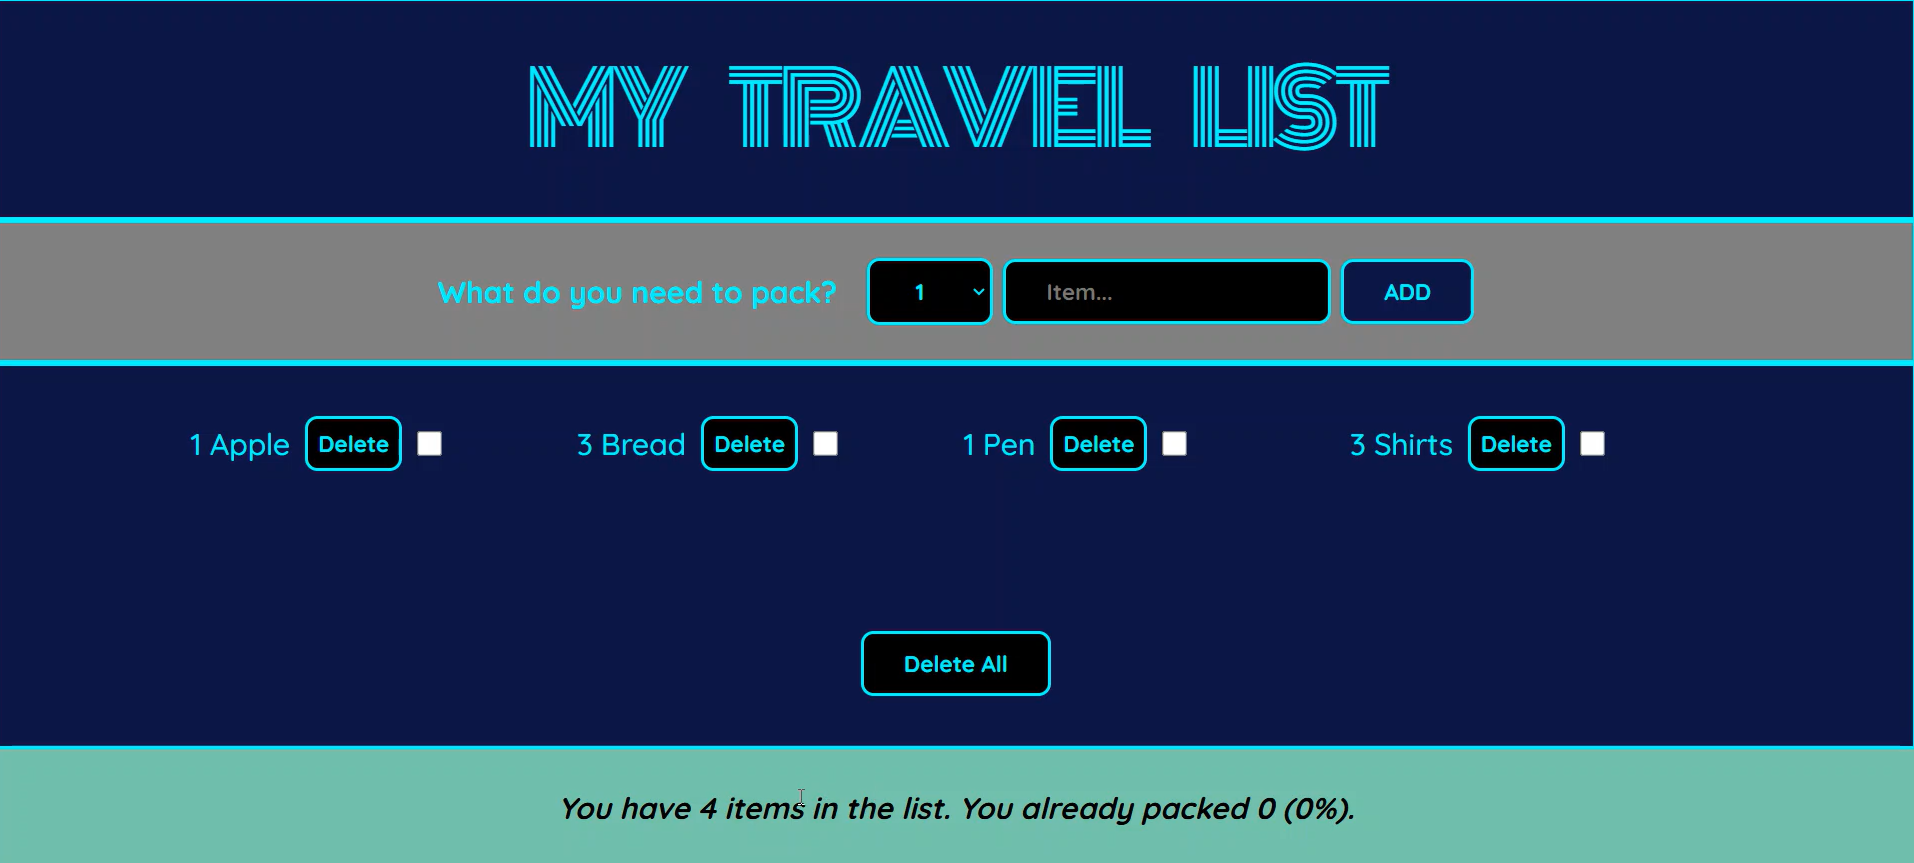 MY TRAVEL LIST
What do you need to pack? 1 Item... ADD
1 Apple Delete 3 Bread Delete 1 Pen Delete 3 Shirts Delete
Delete All
You have 4 items in the list. You already packed 0 (0%).